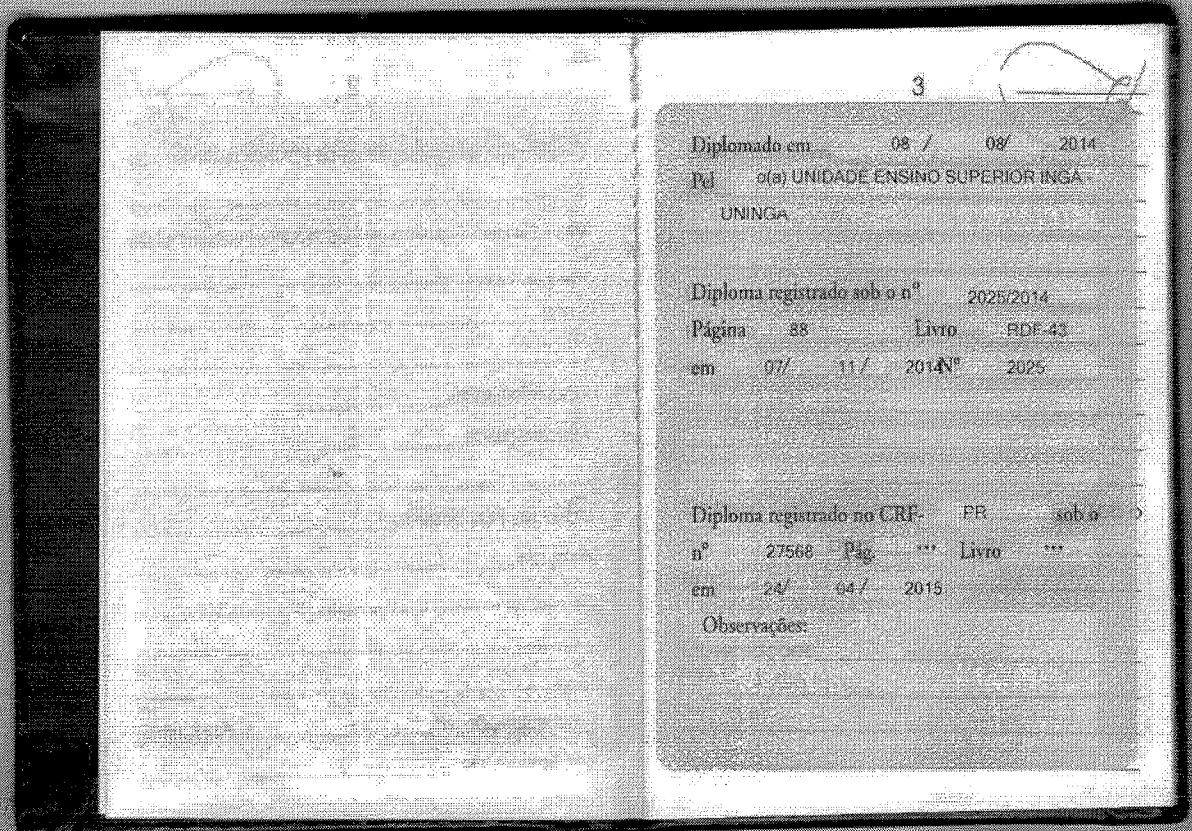 3
Diplomado em 08 / 08/ 2014
Pel o(a) UNIDADE ENSINO SUPERIOR INGA -
UNINGA
Diploma registrado sob o nº 2025/2014
Página 88 Livro RDF-43
em 07/ 11/ 2014 Nº 2025
Diploma registrado no CRF- PR sob o
nº 27568 Pág. *** Livro ***
em 24/ 04/ 2015
Observações: